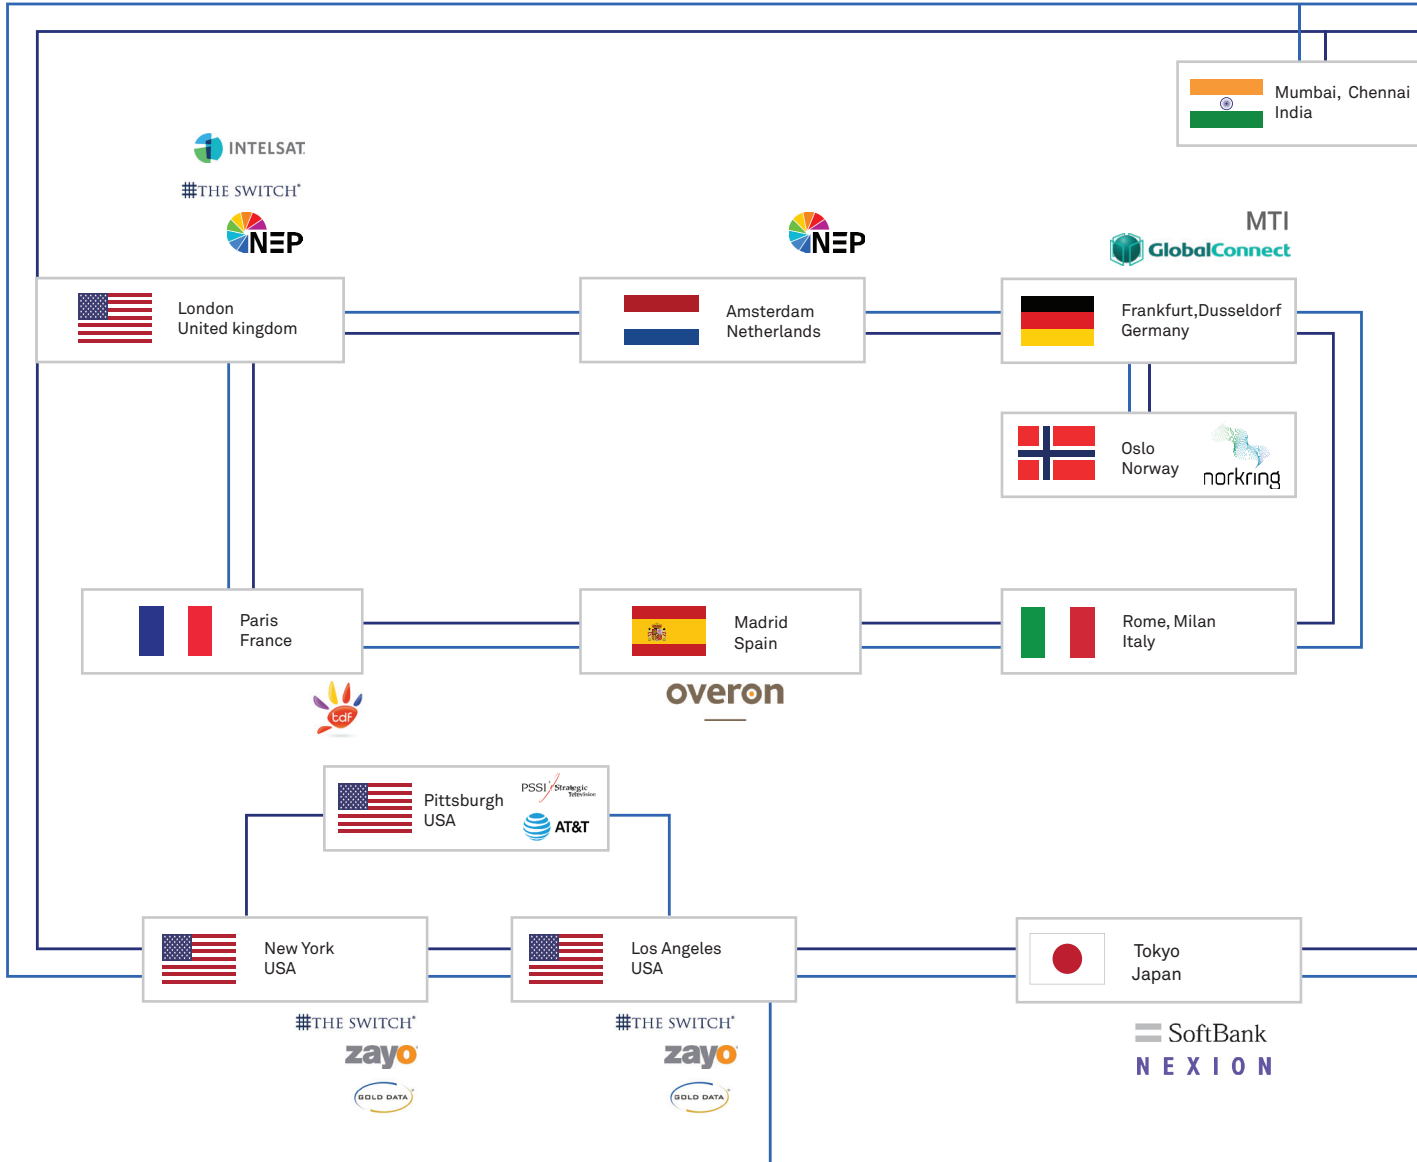 Mumbai, Chennai
India
INTELSAT
THE SWITCH
NEP
NEP
MTI
GlobalConnect
London
United kingdom
Amsterdam
Netherlands
Frankfurt,Dusseldorf
Germany
Oslo
Norway
norkring
Paris
France
Madrid
Spain
Rome, Milan
Italy
tdf
overon
Pittsburgh
USA
PSSI Strategic
Television
AT&T
New York
USA
Los Angeles
USA
Tokyo
Japan
THE SWITCH
zayo
GOLD DATA
THE SWITCH
zayo
GOLD DATA
SoftBank
NEXION